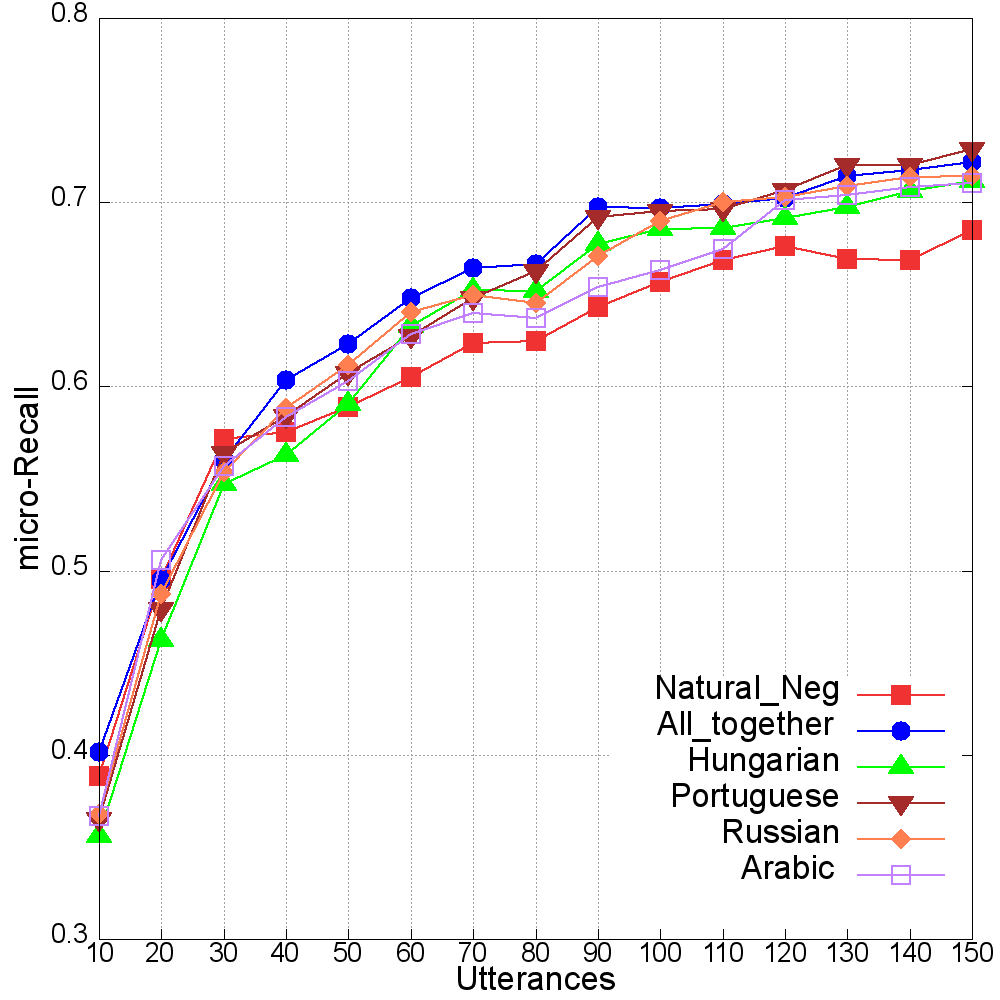 0.8
0.7
0.6
0.5
0.4
0.3
micro-Recall
Natural_Neg
All_together
Hungarian
Portuguese
Russian
Arabic
10 20 30 40 50 60 70 80 90 100 110 120 130 140 150
Utterances